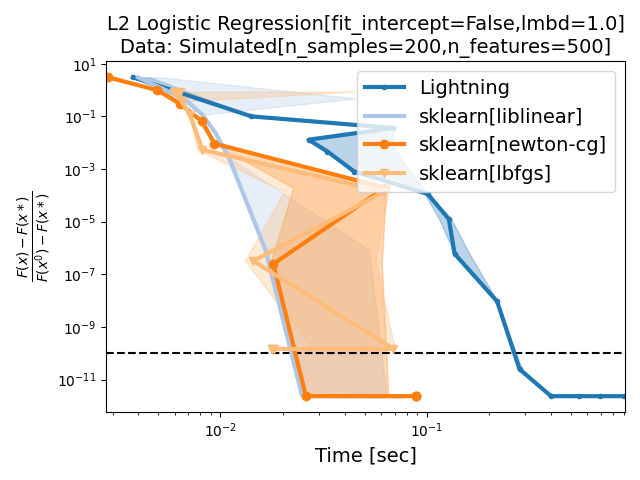 L2 Logistic Regression[fit_intercept=False,lmbd=1.0]
Data: Simulated[n_samples=200,n_features=500]
Lightning
sklearn[liblinear]
sklearn[newton-cg]
sklearn[lbfgs]
10^1
10^-1
10^-3
10^-5
10^-7
10^-9
10^-11
F(x) − F(x*)
F(x^0) − F(x*)
10^-2
10^-1
Time [sec]